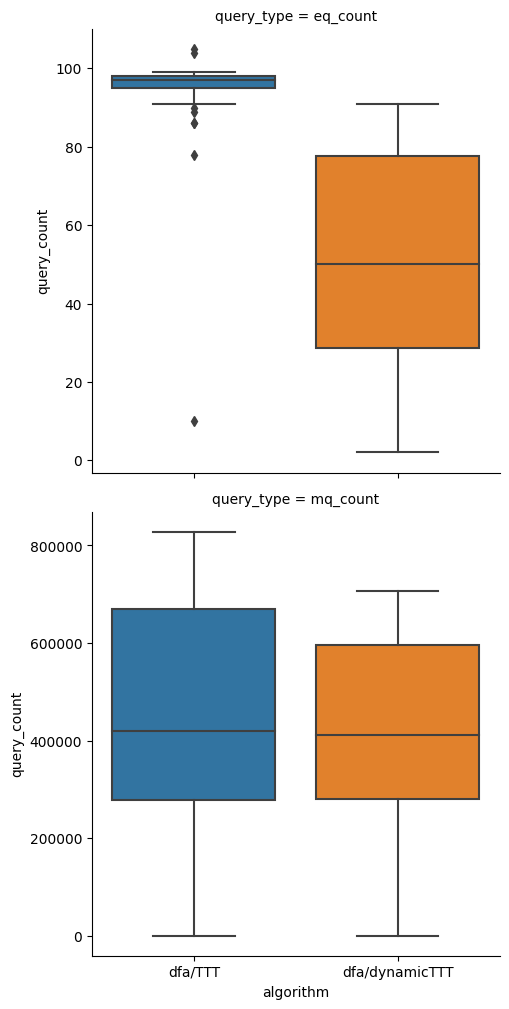 query_type = eq_count
100
80
60
40
20
0
query_count
query_type = mq_count
800000
600000
400000
200000
0
query_count
dfa/TTT
dfa/dynamicTTT
algorithm